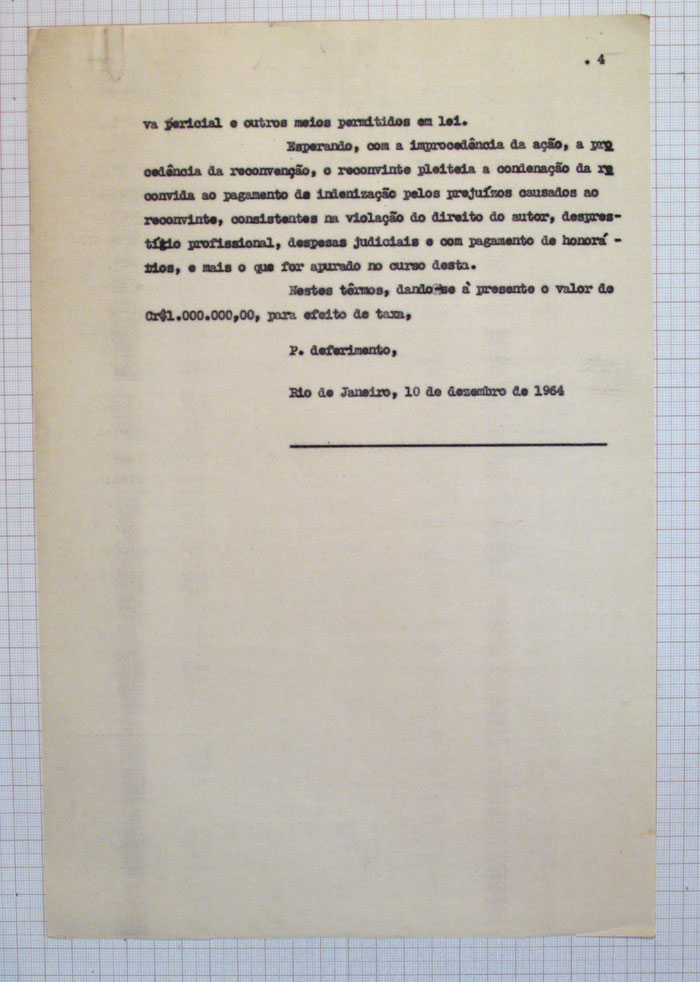 . 4
va pericial e outros meios permitidos em lei.
Esperando, com a improcedência da ação, a pro
cedência da reconvenção, o reconvinte pleiteia a condenação da re
convida ao pagamento de indenização pelos prejuízos causados ao
reconvinte, consistentes na violação do direito do autor, despres-
tígio profissional, despesas judiciais e com pagamento de honorá -
rios, e mais o que for apurado no curso desta.
Nestes têrmos, dando-se à presente o valor de
Cr$1.000.000,00, para efeito de taxa,
P. deferimento,
Rio de Janeiro, 10 de dezembro de 1964